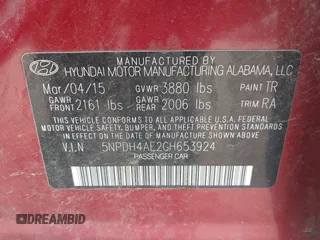 MANUFACTURED BY
HYUNDAI MOTOR MANUFACTURING ALABAMA, LLC
Mar/04/15 GVWR 3880 lbs PAINT TR
GAWR FRONT 2161 lbs GAWR REAR 2006 lbs TRIM RA
THIS VEHICLE CONFORMS TO ALL APPLICABLE
FEDERAL MOTOR VEHICLE SAFETY, BUMPER, AND THEFT PREVENTION STANDARDS
IN EFFECT ON THE DATE OF MANUFACTURE SHOWN ABOVE.
V.I.N 5NPDH4AE2GH653924
PASSENGER CAR